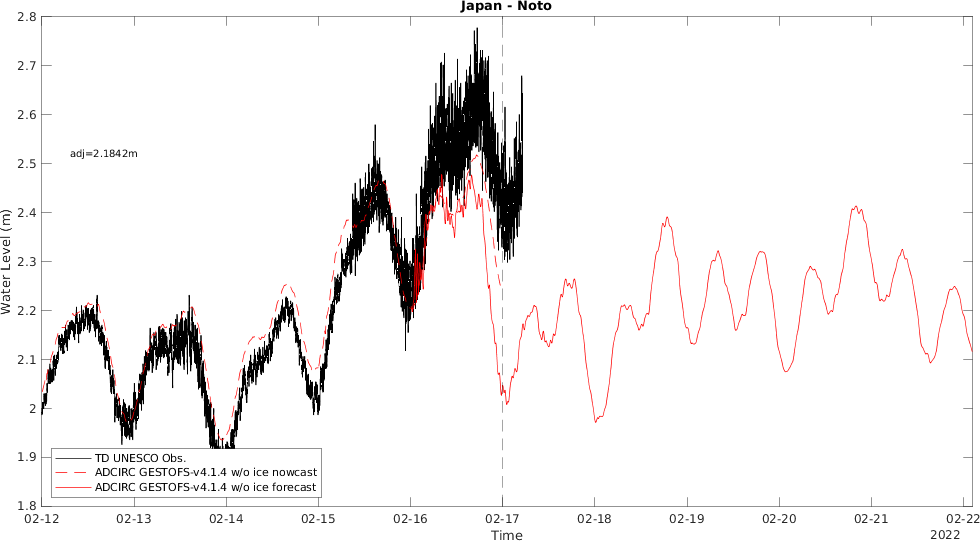 Japan - Noto
2.8
2.7
2.6
2.5
2.4
2.3
2.2
2.1
2
1.9
1.8
Water Level (m)
adj=2.1842m
TD UNESCO Obs.
ADCIRC GESTOFS-v4.1.4 w/o ice nowcast
ADCIRC GESTOFS-v4.1.4 w/o ice forecast
02-12 02-13 02-14 02-15 02-16 02-17 02-18 02-19 02-20 02-21 02-22
Time
2022